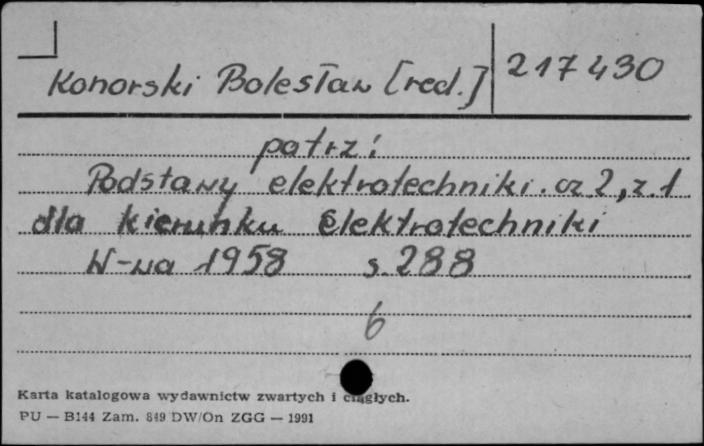 Konorski Bolesław [red.] 217430
patrz:
Podstawy elektrotechniki. cz 2, z. 1
dla kierunku Elektrotechniki
W-wa 1958 s. 288
6
Karta katalogowa wydawnictw zwartych i ciągłych.
PU — B144 Zam. 849 DW/On ZGG — 1991